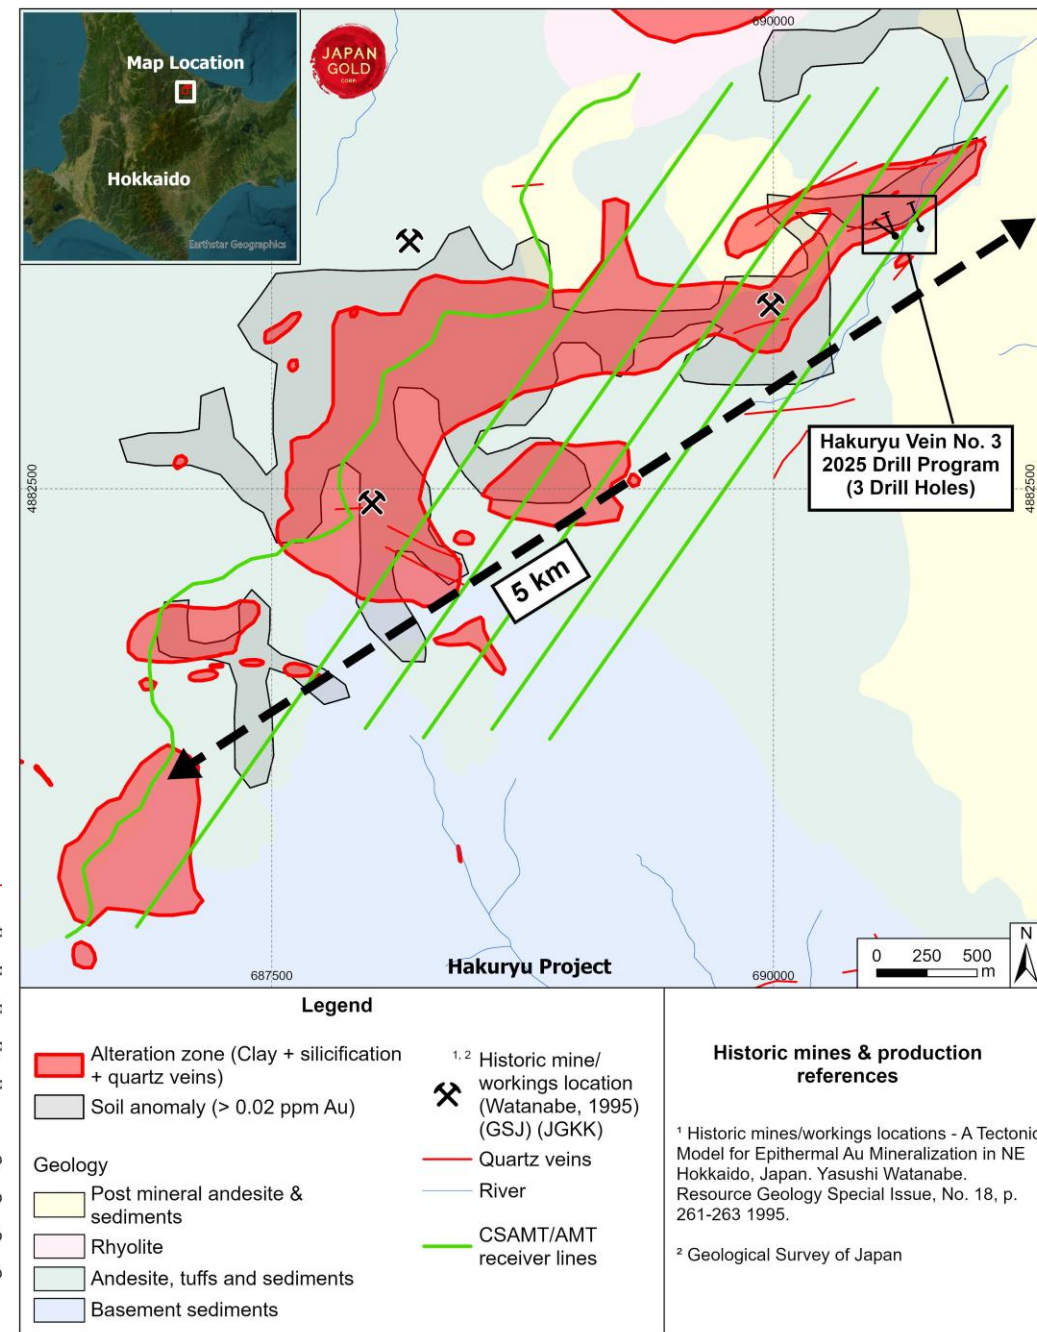 Map Location
Hokkaido
Earthstar Geographics
JAPAN
GOLD
CORP.
690000
4882500
4882500
Hakuryu Vein No. 3
2025 Drill Program
(3 Drill Holes)
5 km
687500
690000
Hakuryu Project
0 250 500
m
N
Legend
Alteration zone (Clay + silicification
+ quartz veins)
Soil anomaly (> 0.02 ppm Au)
Geology
Post mineral andesite &
sediments
Rhyolite
Andesite, tuffs and sediments
Basement sediments
1, 2 Historic mine/
workings location
(Watanabe, 1995)
(GSJ) (JGKK)
Quartz veins
River
CSAMT/AMT
receiver lines
Historic mines & production
references
¹ Historic mines/workings locations - A Tectonic
Model for Epithermal Au Mineralization in NE
Hokkaido, Japan. Yasushi Watanabe.
Resource Geology Special Issue, No. 18, p.
261-263 1995.
² Geological Survey of Japan